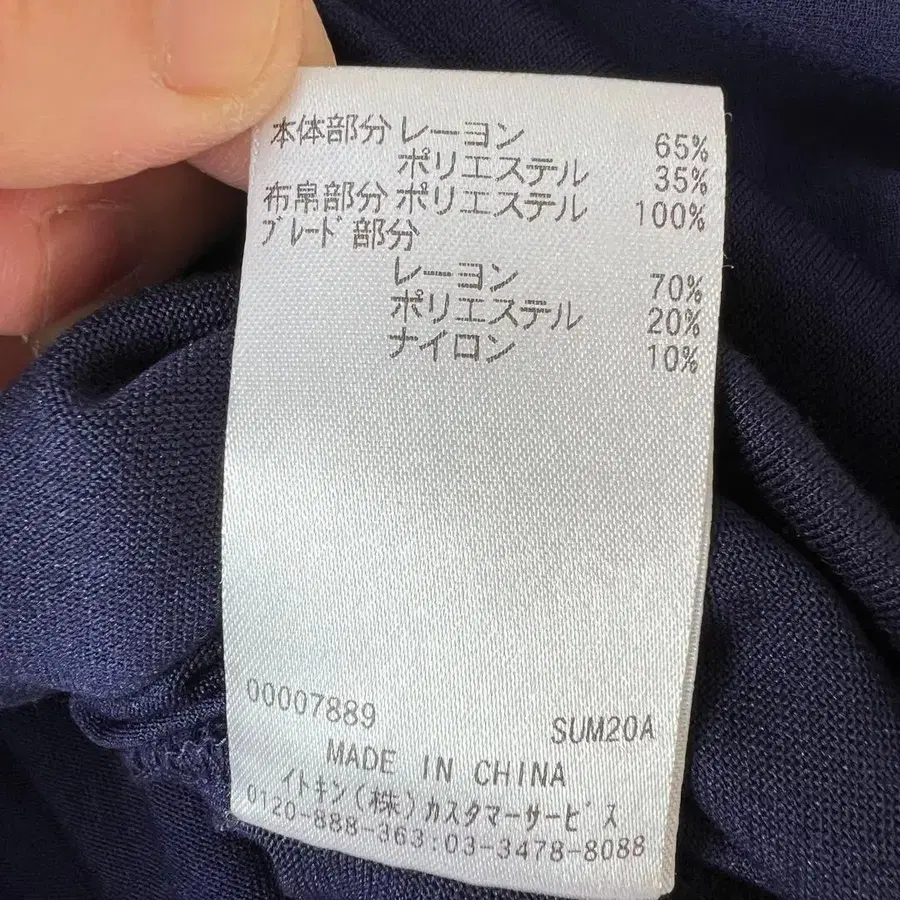 本体部分 レーヨン 65%
ポリエステル 35%
布帛部分 ポリエステル 100%
ブレード部分
レーヨン 70%
ポリエステル 20%
ナイロン 10%
00007889 SUM20A
MADE IN CHINA
イトキン(株)カスタマーサービス
0120-888-363:03-3478-8088